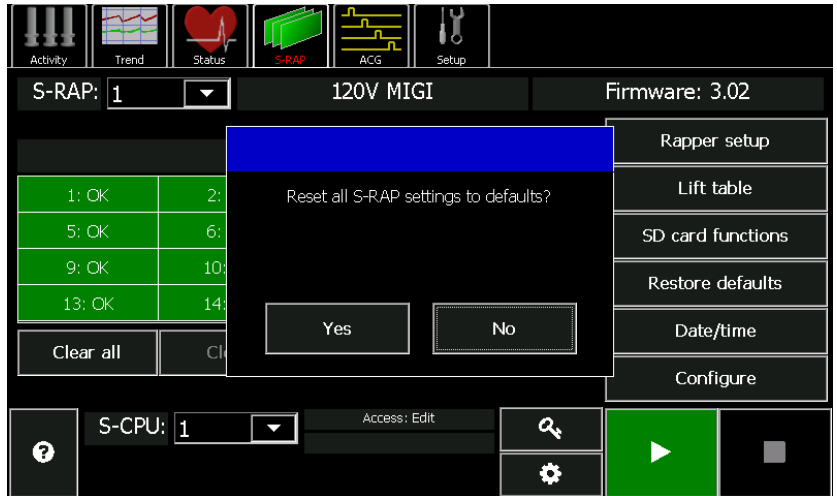 Activity Trend Status S-RAP ACG Setup
S-RAP: 1 120V MIGI Firmware: 3.02
Rapper setup
Reset all S-RAP settings to defaults?
Lift table
1: OK 2:
5: OK 6:
SD card functions
9: OK 10:
Restore defaults
13: OK 14:
Yes No
Date/time
Clear all Cl
Configure
S-CPU: 1 Access: Edit
?